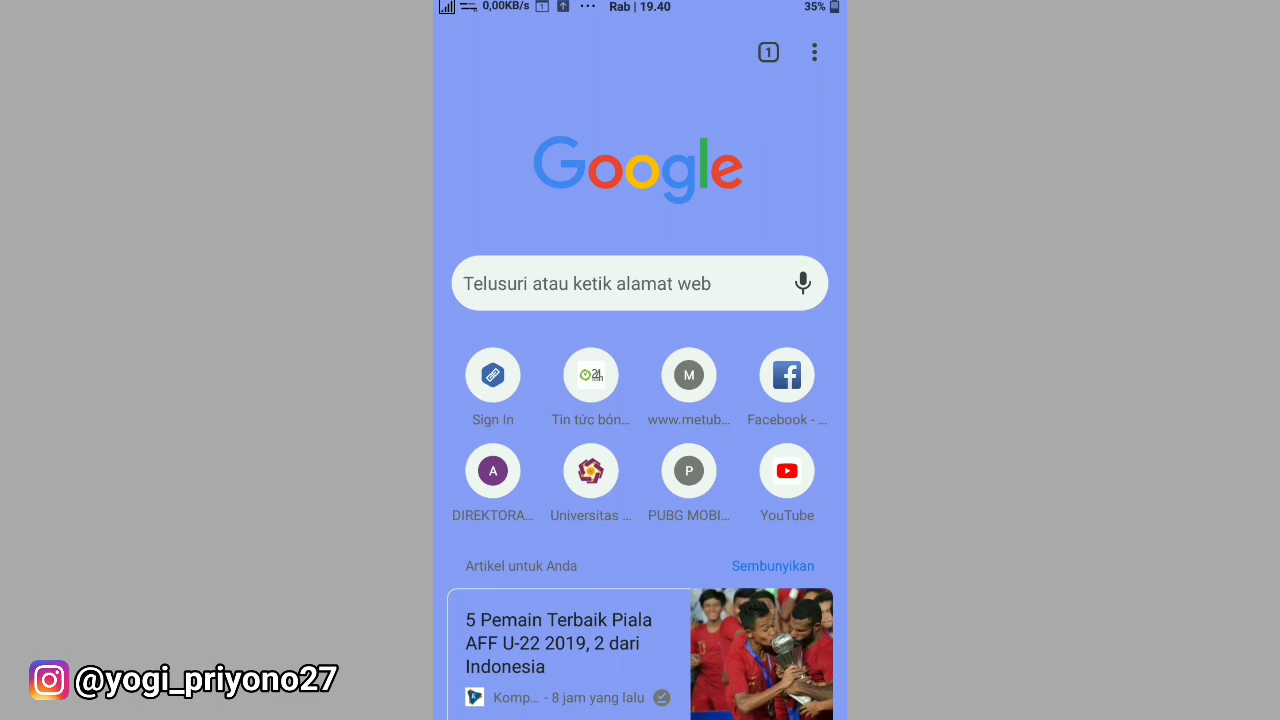 0,00KB/s 1 Rab | 19.40 35%
1
Google
Telusuri atau ketik alamat web
24h
M
Sign In
Tin tức bón...
www.metub...
Facebook - ...
A
P
DIREKTORA...
Universitas ...
PUBG MOBI...
YouTube
Artikel untuk Anda
Sembunyikan
5 Pemain Terbaik Piala
AFF U-22 2019, 2 dari
Indonesia
Komp... - 8 jam yang lalu
@yogi_priyono27